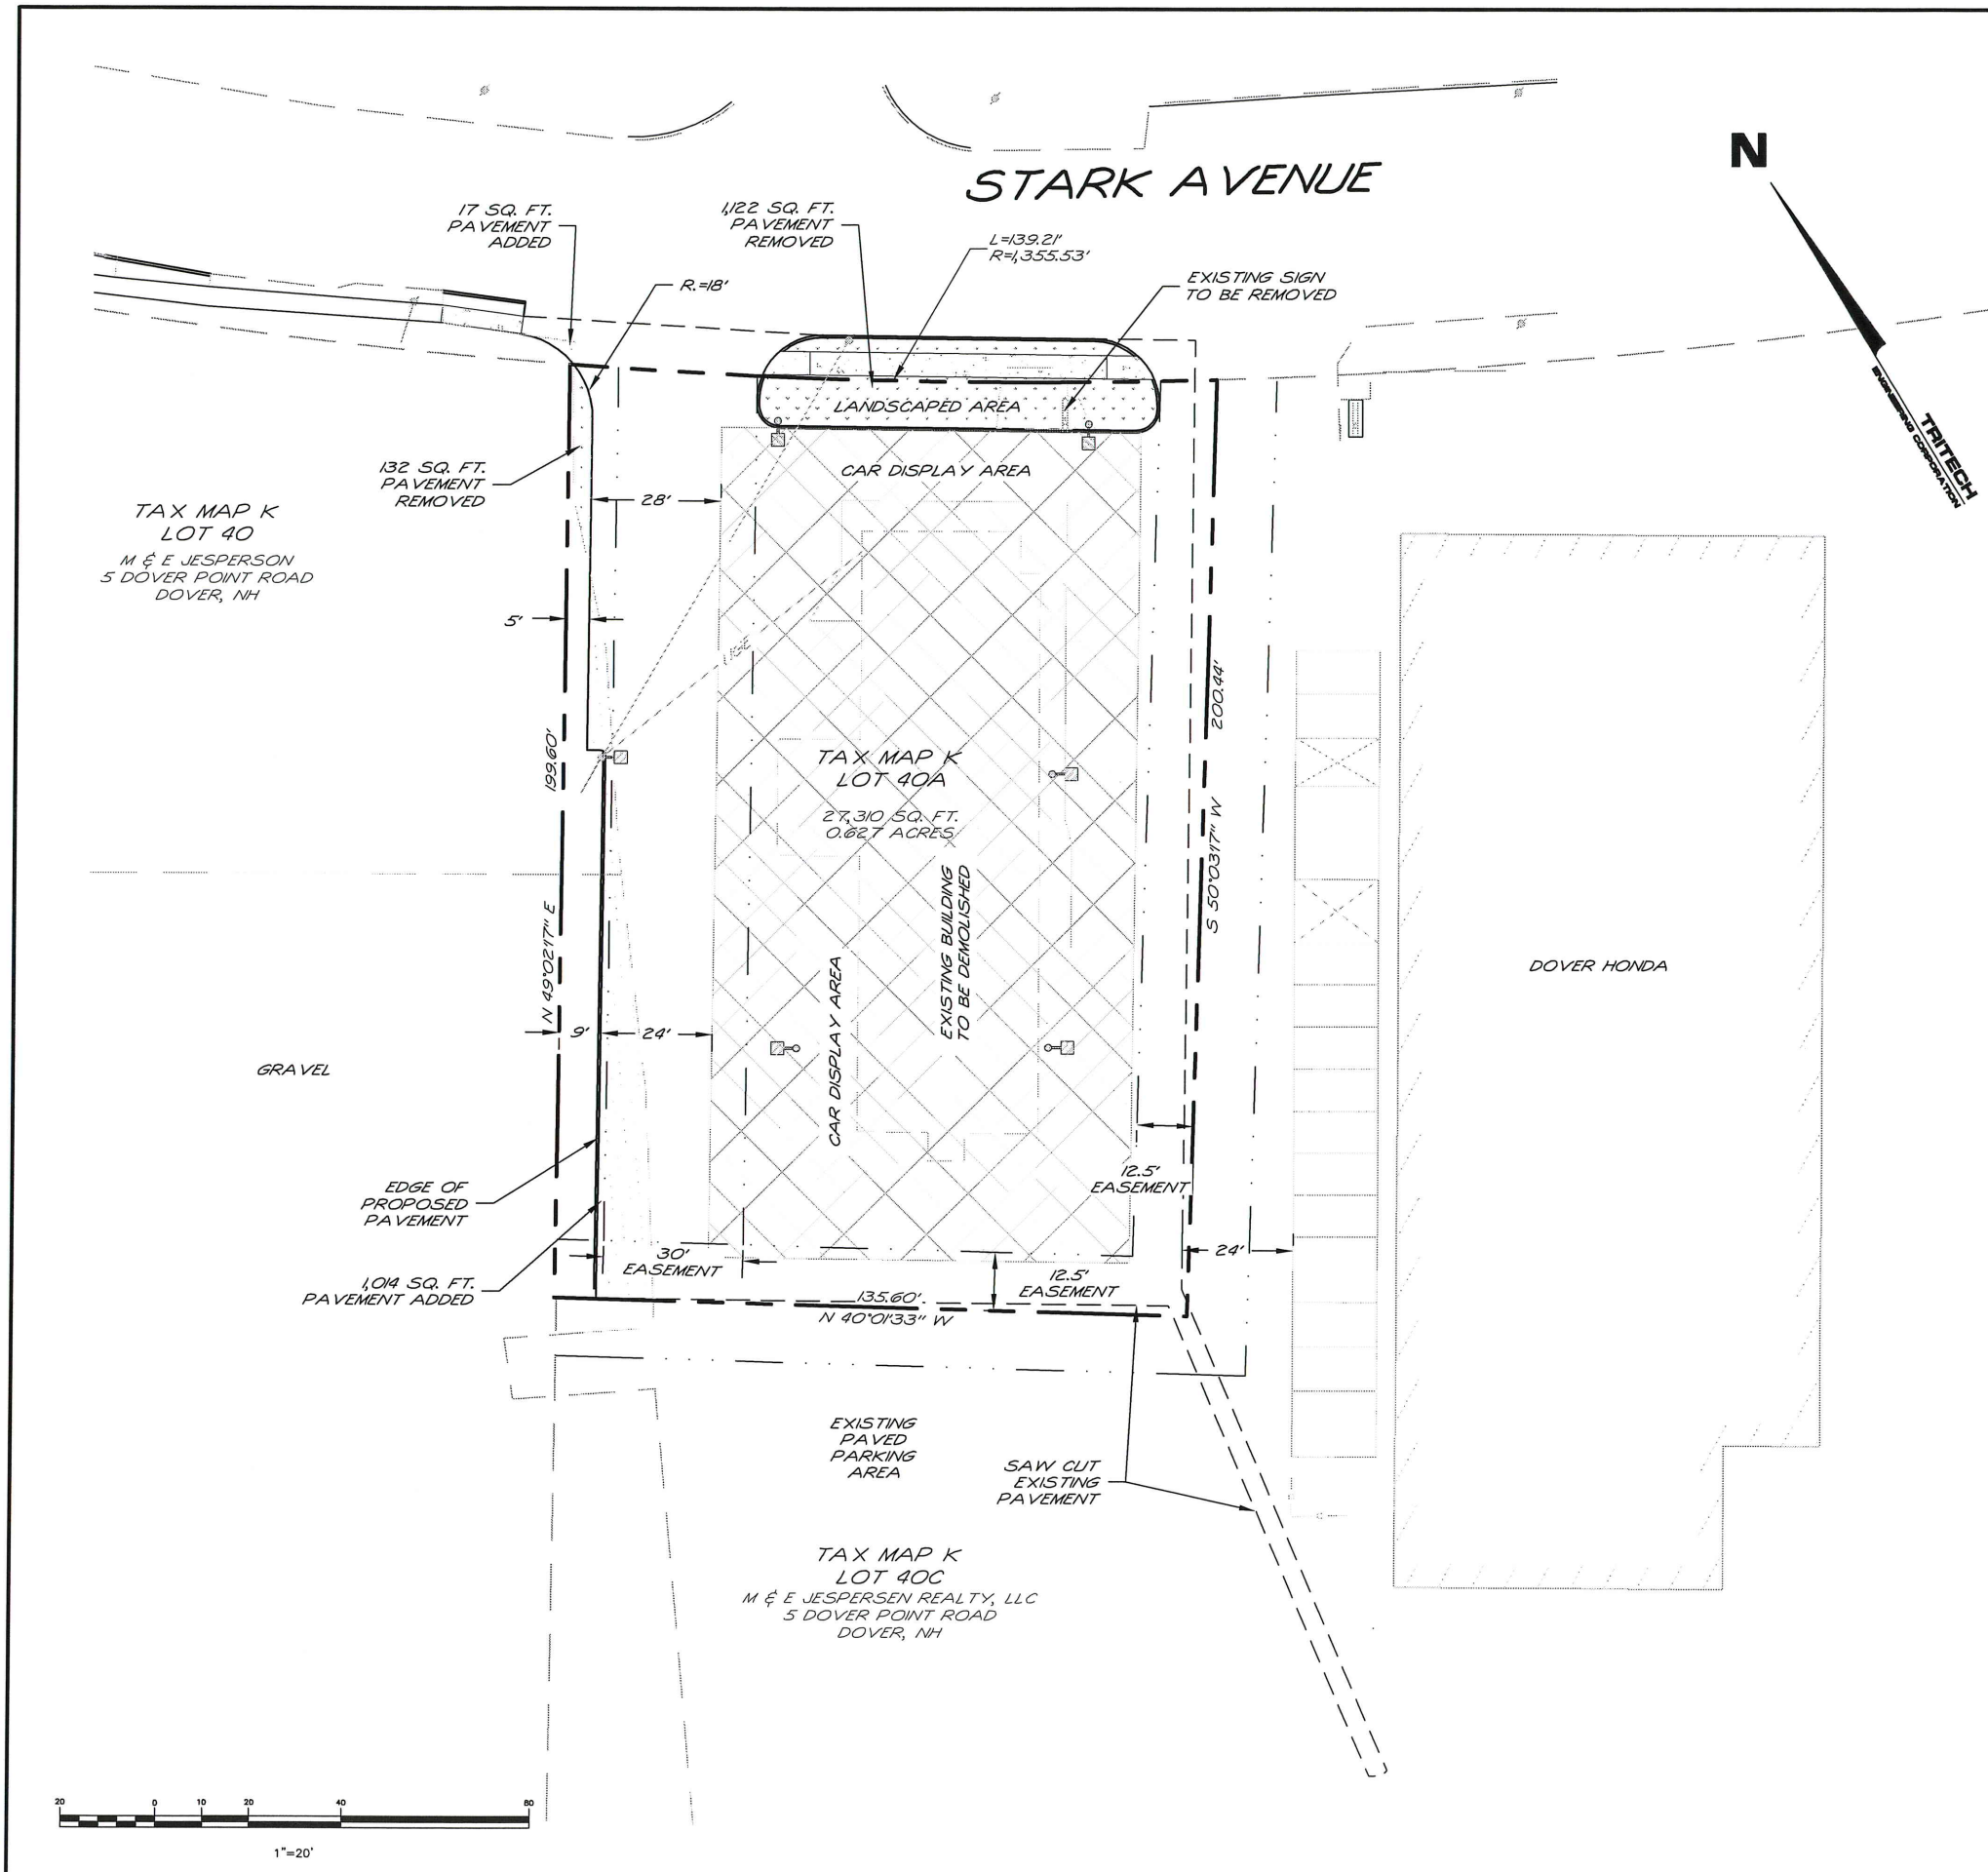 STARK AVENUE
N
TRITECH
ENGINEERING CORPORATION
17 SQ. FT.
PAVEMENT
ADDED
1,122 SQ. FT.
PAVEMENT
REMOVED
L=139.21'
R=1,355.53'
R.=18'
EXISTING SIGN
TO BE REMOVED
LANDSCAPED AREA
CAR DISPLAY AREA
132 SQ. FT.
PAVEMENT
REMOVED
28'
TAX MAP K
LOT 40
M & E JESPERSON
5 DOVER POINT ROAD
DOVER, NH
5'
199.60'
N 49°02'17" E
200.44'
S 50°03'17" W
TAX MAP K
LOT 40A
27,310 SQ. FT.
0.627 ACRES
EXISTING BUILDING
TO BE DEMOLISHED
CAR DISPLAY AREA
DOVER HONDA
9'
24'
GRAVEL
EDGE OF
PROPOSED
PAVEMENT
12.5'
EASEMENT
30'
EASEMENT
24'
12.5'
EASEMENT
1,014 SQ. FT.
PAVEMENT ADDED
135.60'
N 40°01'33" W
EXISTING
PAVED
PARKING
AREA
SAW CUT
EXISTING
PAVEMENT
TAX MAP K
LOT 40C
M & E JESPERSEN REALTY, LLC
5 DOVER POINT ROAD
DOVER, NH
20 0 10 20 40 80
1"=20'